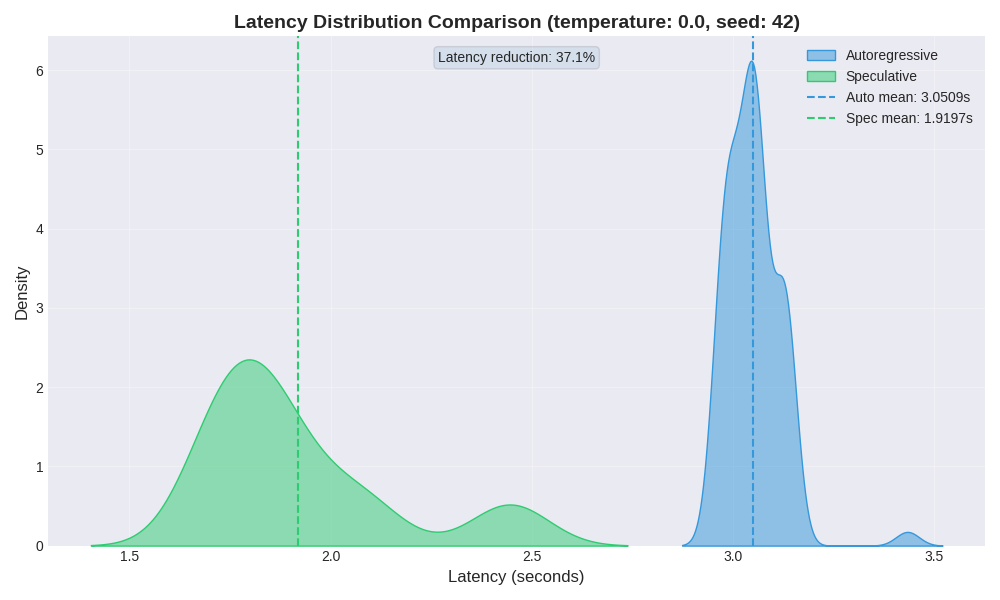 Latency Distribution Comparison (temperature: 0.0, seed: 42)
Latency reduction: 37.1%
Autoregressive
Speculative
Auto mean: 3.0509s
Spec mean: 1.9197s
Density
6
5
4
3
2
1
0
1.5 2.0 2.5 3.0 3.5
Latency (seconds)